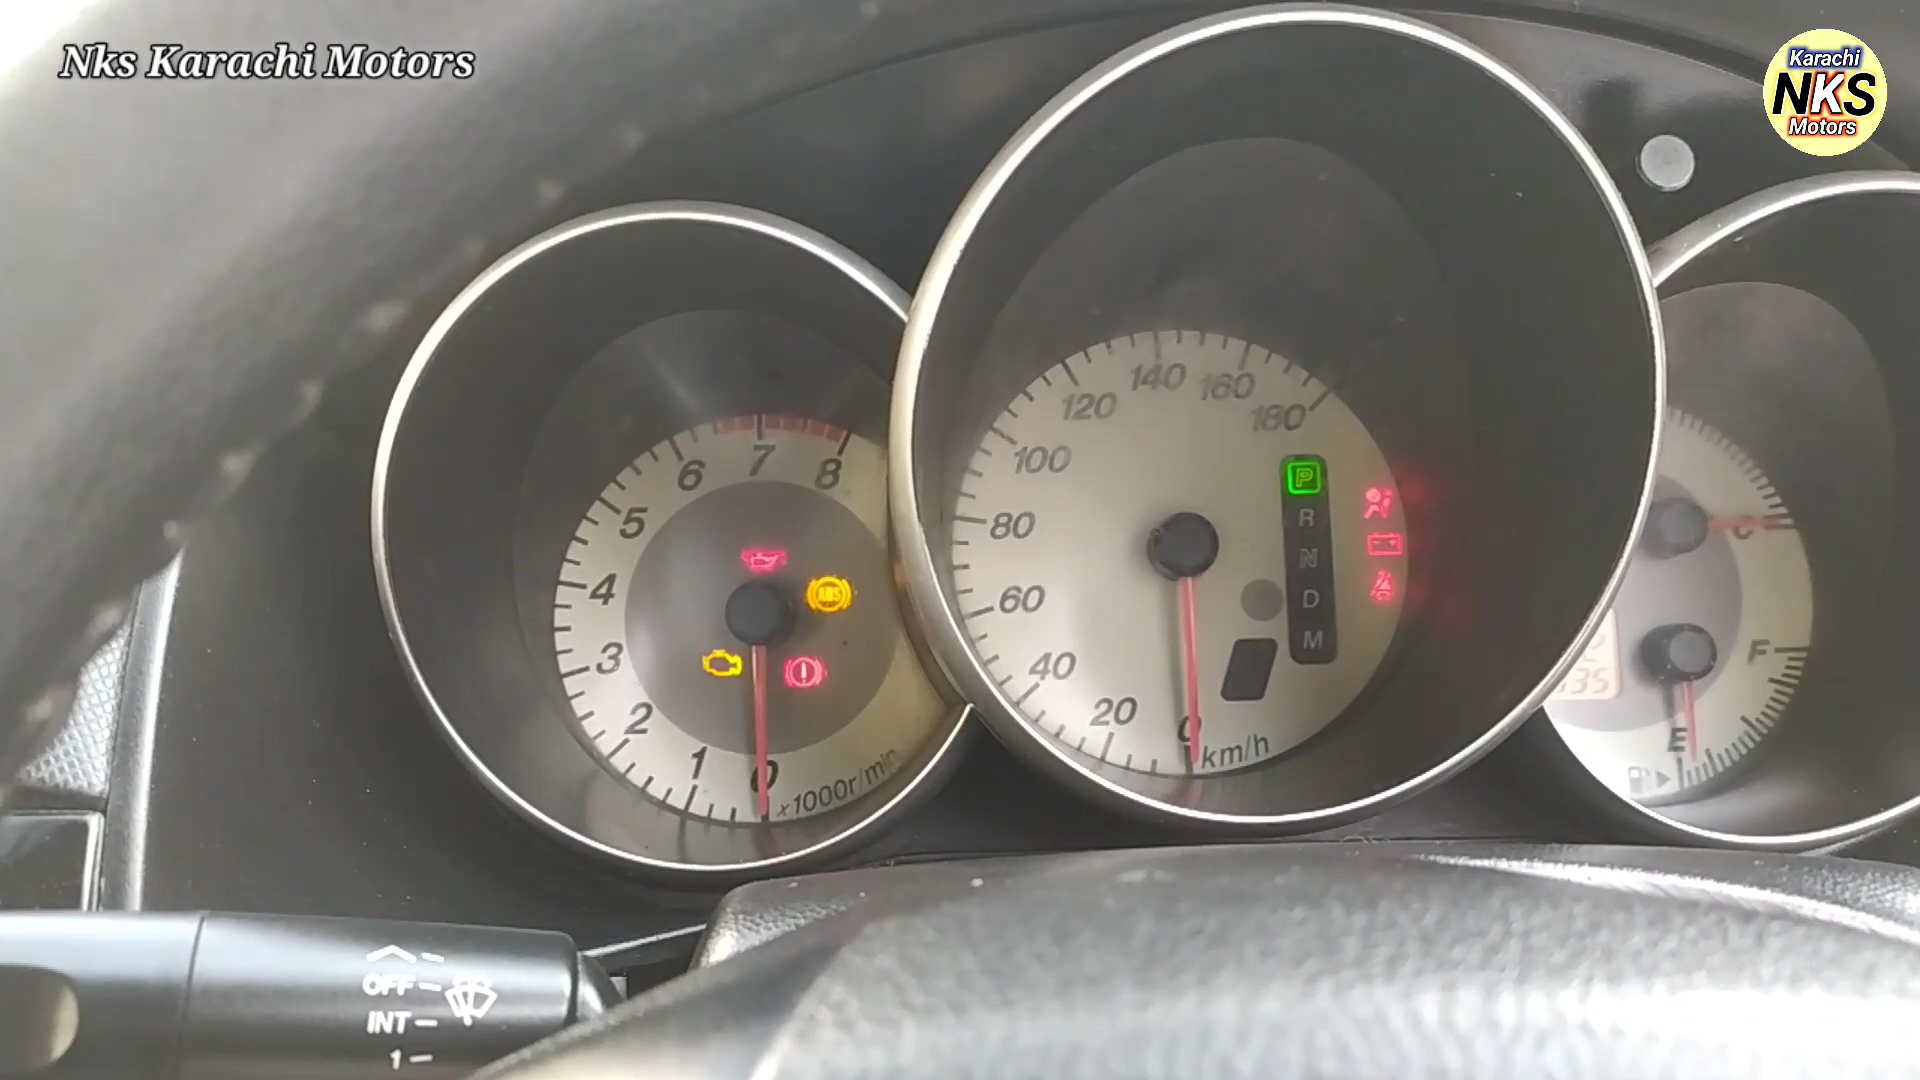 Nks Karachi Motors
Karachi
NKS
Motors
8
7
6
5
4
3
2
1
0
x1000r/min
ABS
180
160
140
120
100
80
60
40
20
0
km/h
P
R
N
D
M
C
F
E
OFF
INT
1